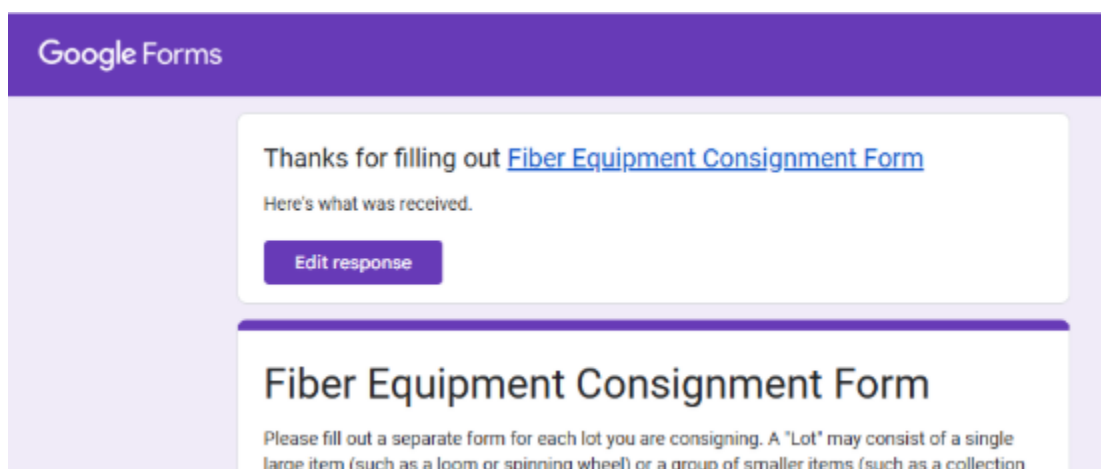 Google Forms
Thanks for filling out Fiber Equipment Consignment Form
Here's what was received.
Edit response
Fiber Equipment Consignment Form
Please fill out a separate form for each lot you are consigning. A "Lot" may consist of a single
large item (such as a loom or spinning wheel) or a group of smaller items (such as a collection